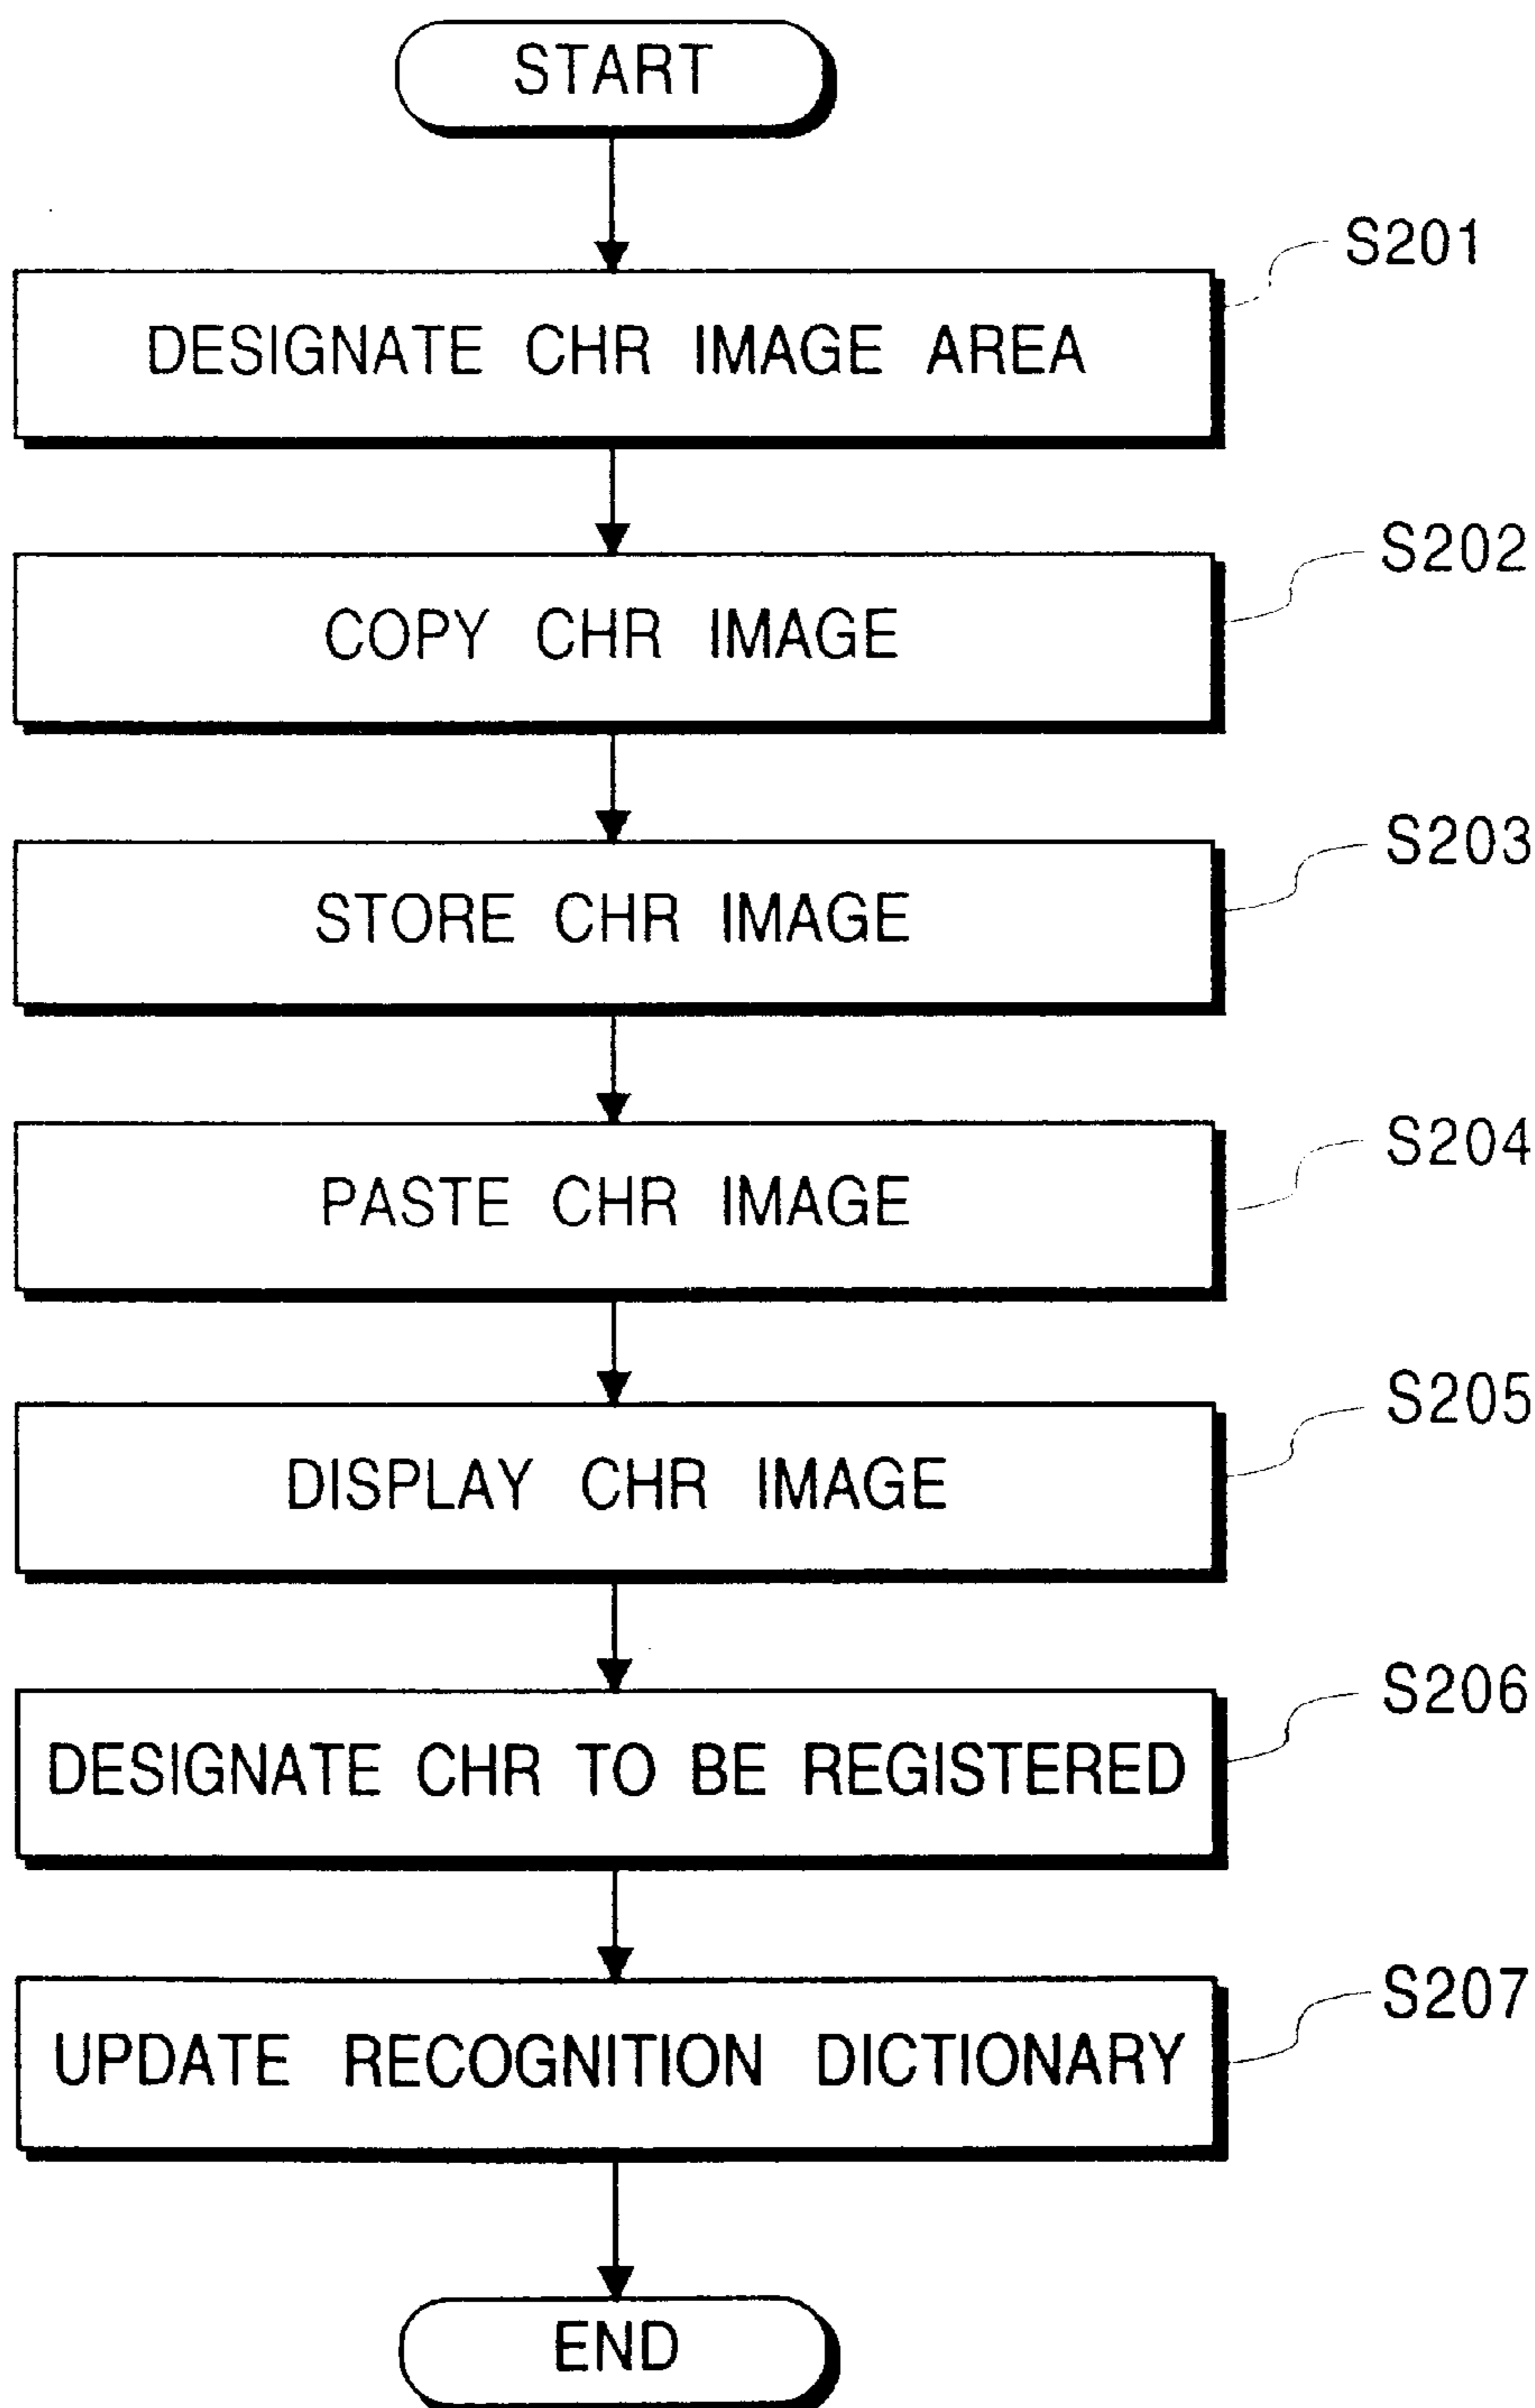 START
S201
DESIGNATE CHR IMAGE AREA
S202
COPY CHR IMAGE
S203
STORE CHR IMAGE
S204
PASTE CHR IMAGE
S205
DISPLAY CHR IMAGE
S206
DESIGNATE CHR TO BE REGISTERED
S207
UPDATE RECOGNITION DICTIONARY
END